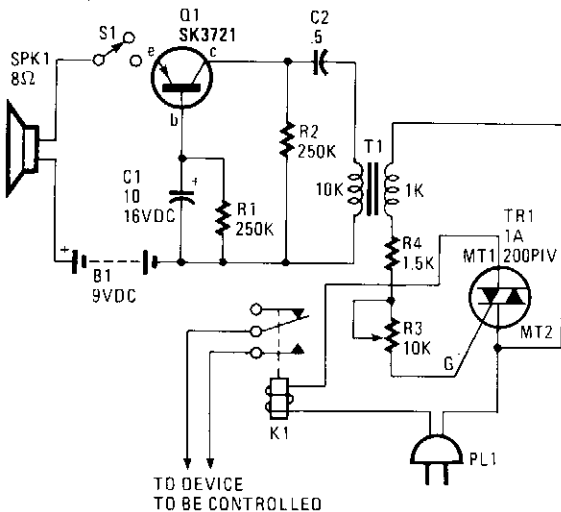 Q1
SK3721
C2
.5
S1
SPK1
8Ω
e
c
b
R2
250K
T1
10K
1K
C1
10
16VDC
+
R1
250K
TR1
1A
200PIV
MT1
R4
1.5K
+
B1
9VDC
R3
10K
MT2
G
K1
PL1
TO DEVICE
TO BE CONTROLLED